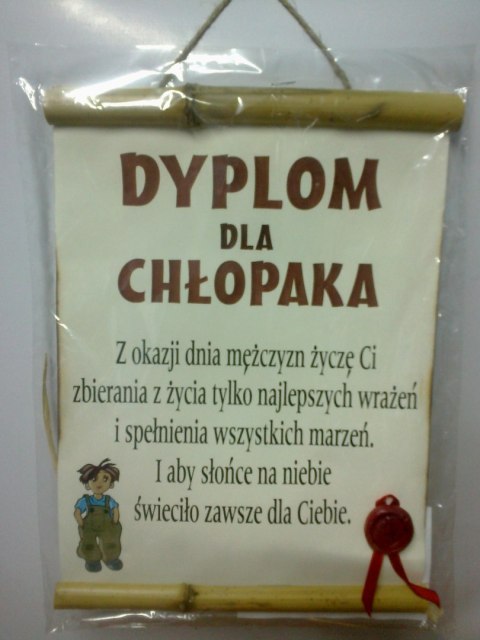 DYPLOM
DLA
CHŁOPAKA
Z okazji dnia mężczyzn życzę Ci
zbierania z życia tylko najlepszych wrażeń
i spełnienia wszystkich marzeń.
I aby słońce na niebie
świeciło zawsze dla Ciebie.